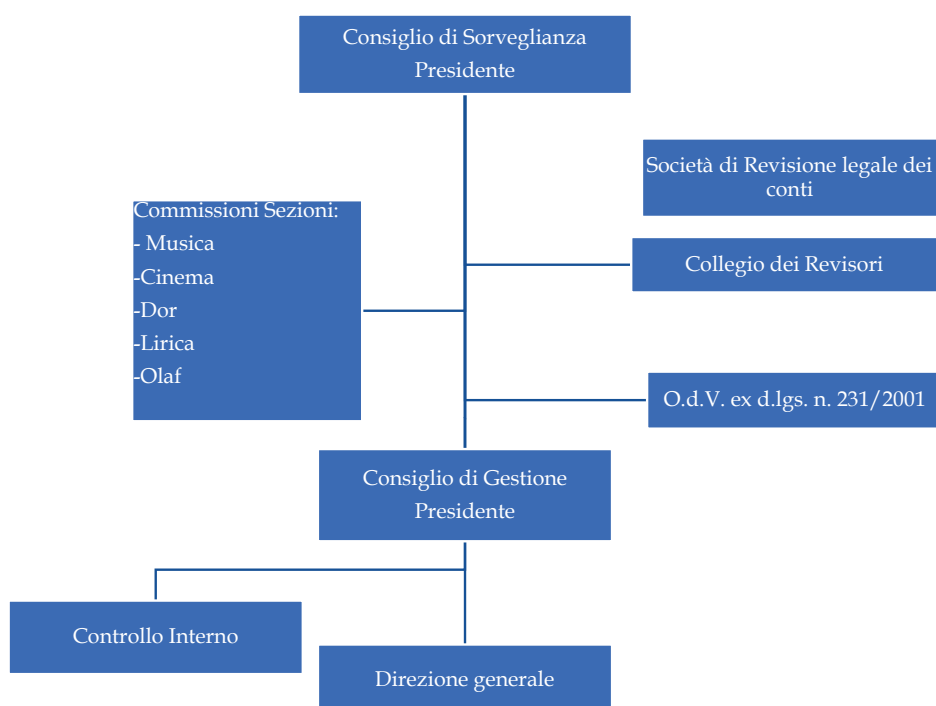 Consiglio di Sorveglianza
Presidente
Società di Revisione legale dei
conti
Commissioni Sezioni:
- Musica
-Cinema
-Dor
-Lirica
-Olaf
Collegio dei Revisori
O.d.V. ex d.lgs. n. 231/2001
Consiglio di Gestione
Presidente
Controllo Interno
Direzione generale